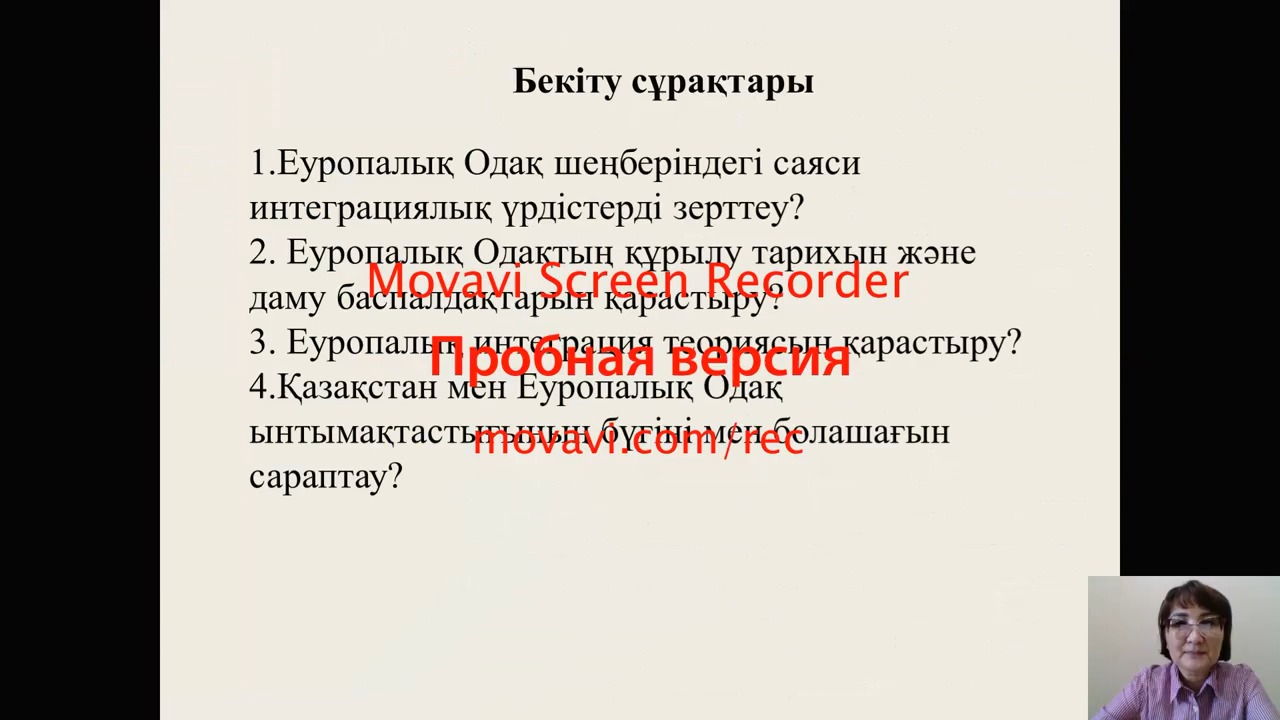 Бекіту сұрақтары
1.Еуропалық Одақ шеңберіндегі саяси
интеграциялық үрдістерді зерттеу?
2. Еуропалық Одақтың құрылу тарихын және
Movavi Screen Recorder
даму баспалдақтарын қарастыру?
3. Еуропалық интеграция теориясын қарастыру?
Пробная версия
4.Қазақстан мен Еуропалық Одақ
ынтымақтастығының бүгіні мен болашағын
movavi.com/rec
сараптау?